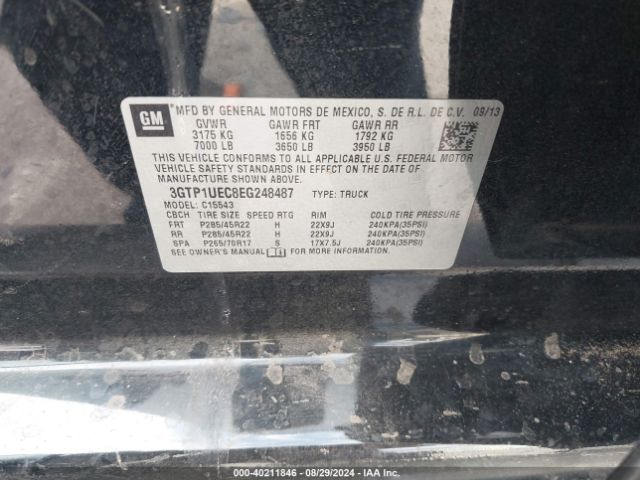 GM
MFD BY GENERAL MOTORS DE MEXICO, S. DE R.L. DE C.V. 09/13
GVWR GAWR FRT GAWR RR
3175 KG 1656 KG 1792 KG
7000 LB 3650 LB 3950 LB
THIS VEHICLE CONFORMS TO ALL APPLICABLE U.S. FEDERAL MOTOR
VEHICLE SAFETY STANDARDS IN EFFECT ON THE DATE OF
MANUFACTURE SHOWN ABOVE.
3GTP1UEC8EG248487 TYPE: TRUCK
MODEL: C15543
CBCH TIRE SIZE SPEED RTG RIM COLD TIRE PRESSURE
FRT P285/45R22 H 22X9J 240KPA(35PSI)
RR P285/45R22 H 22X9J 240KPA(35PSI)
SPA P265/70R17 S 17X7.5J 240KPA(35PSI)
SEE OWNER'S MANUAL FOR MORE INFORMATION.
000-40211846 - 08/29/2024 - IAA Inc.